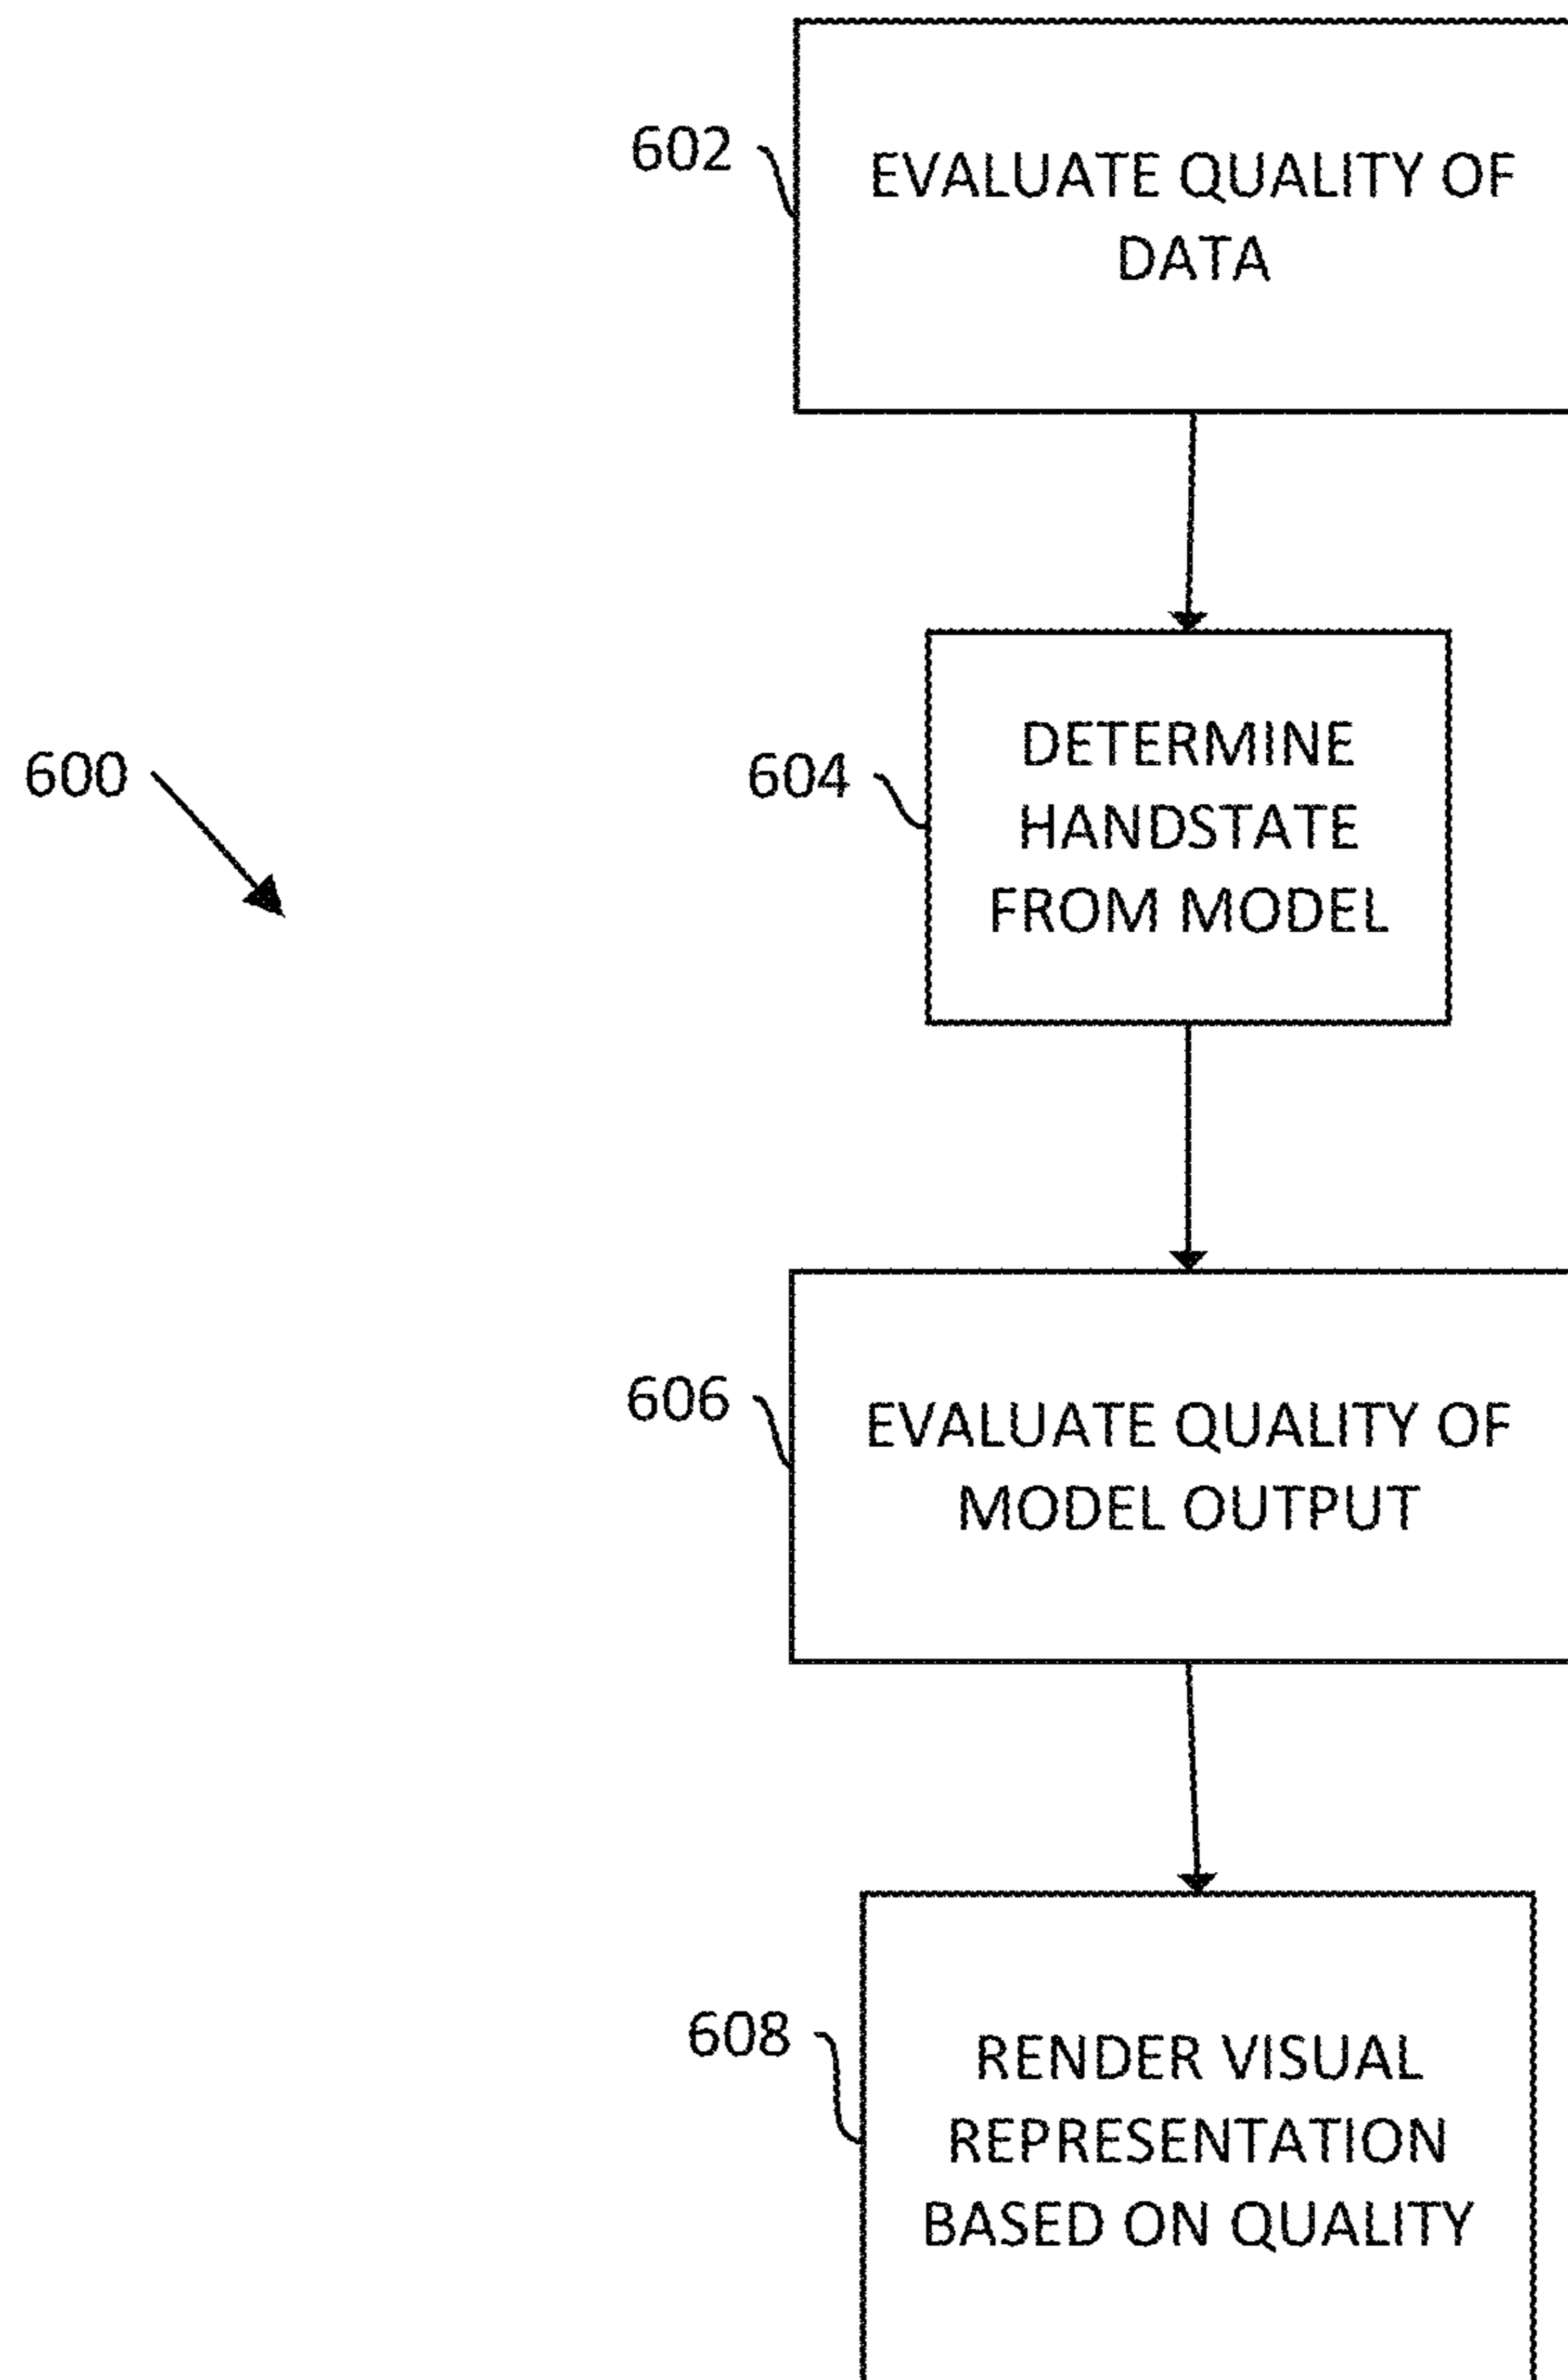 602
EVALUATE QUALITY OF
DATA
600
604
DETERMINE
HANDSTATE
FROM MODEL
606
EVALUATE QUALITY OF
MODEL OUTPUT
608
RENDER VISUAL
REPRESENTATION
BASED ON QUALITY